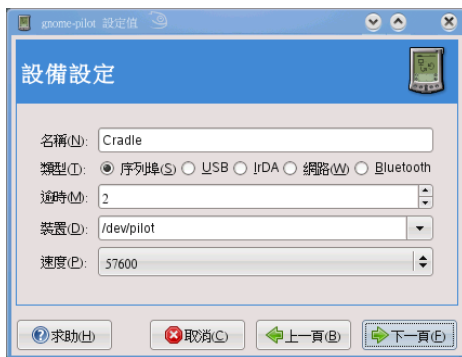 gnome-pilot 設定值
設備設定
名稱(N): Cradle
類型(T): 序列埠(S) USB IrDA 網路(W) Bluetooth
逾時(M): 2
裝置(D): /dev/pilot
速度(P): 57600
求助(H) 取消(C) 上一頁(B) 下一頁(F)